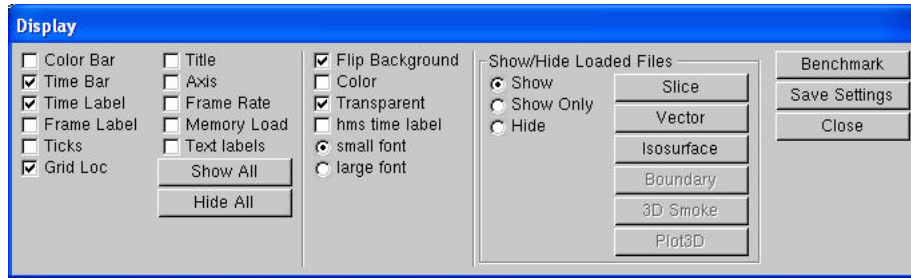 Display
Color Bar
Time Bar
Time Label
Frame Label
Ticks
Grid Loc
Title
Axis
Frame Rate
Memory Load
Text labels
Show All
Hide All
Flip Background
Color
Transparent
hms time label
small font
large font
Show/Hide Loaded Files
Show
Show Only
Hide
Slice
Vector
Isosurface
Boundary
3D Smoke
Plot3D
Benchmark
Save Settings
Close